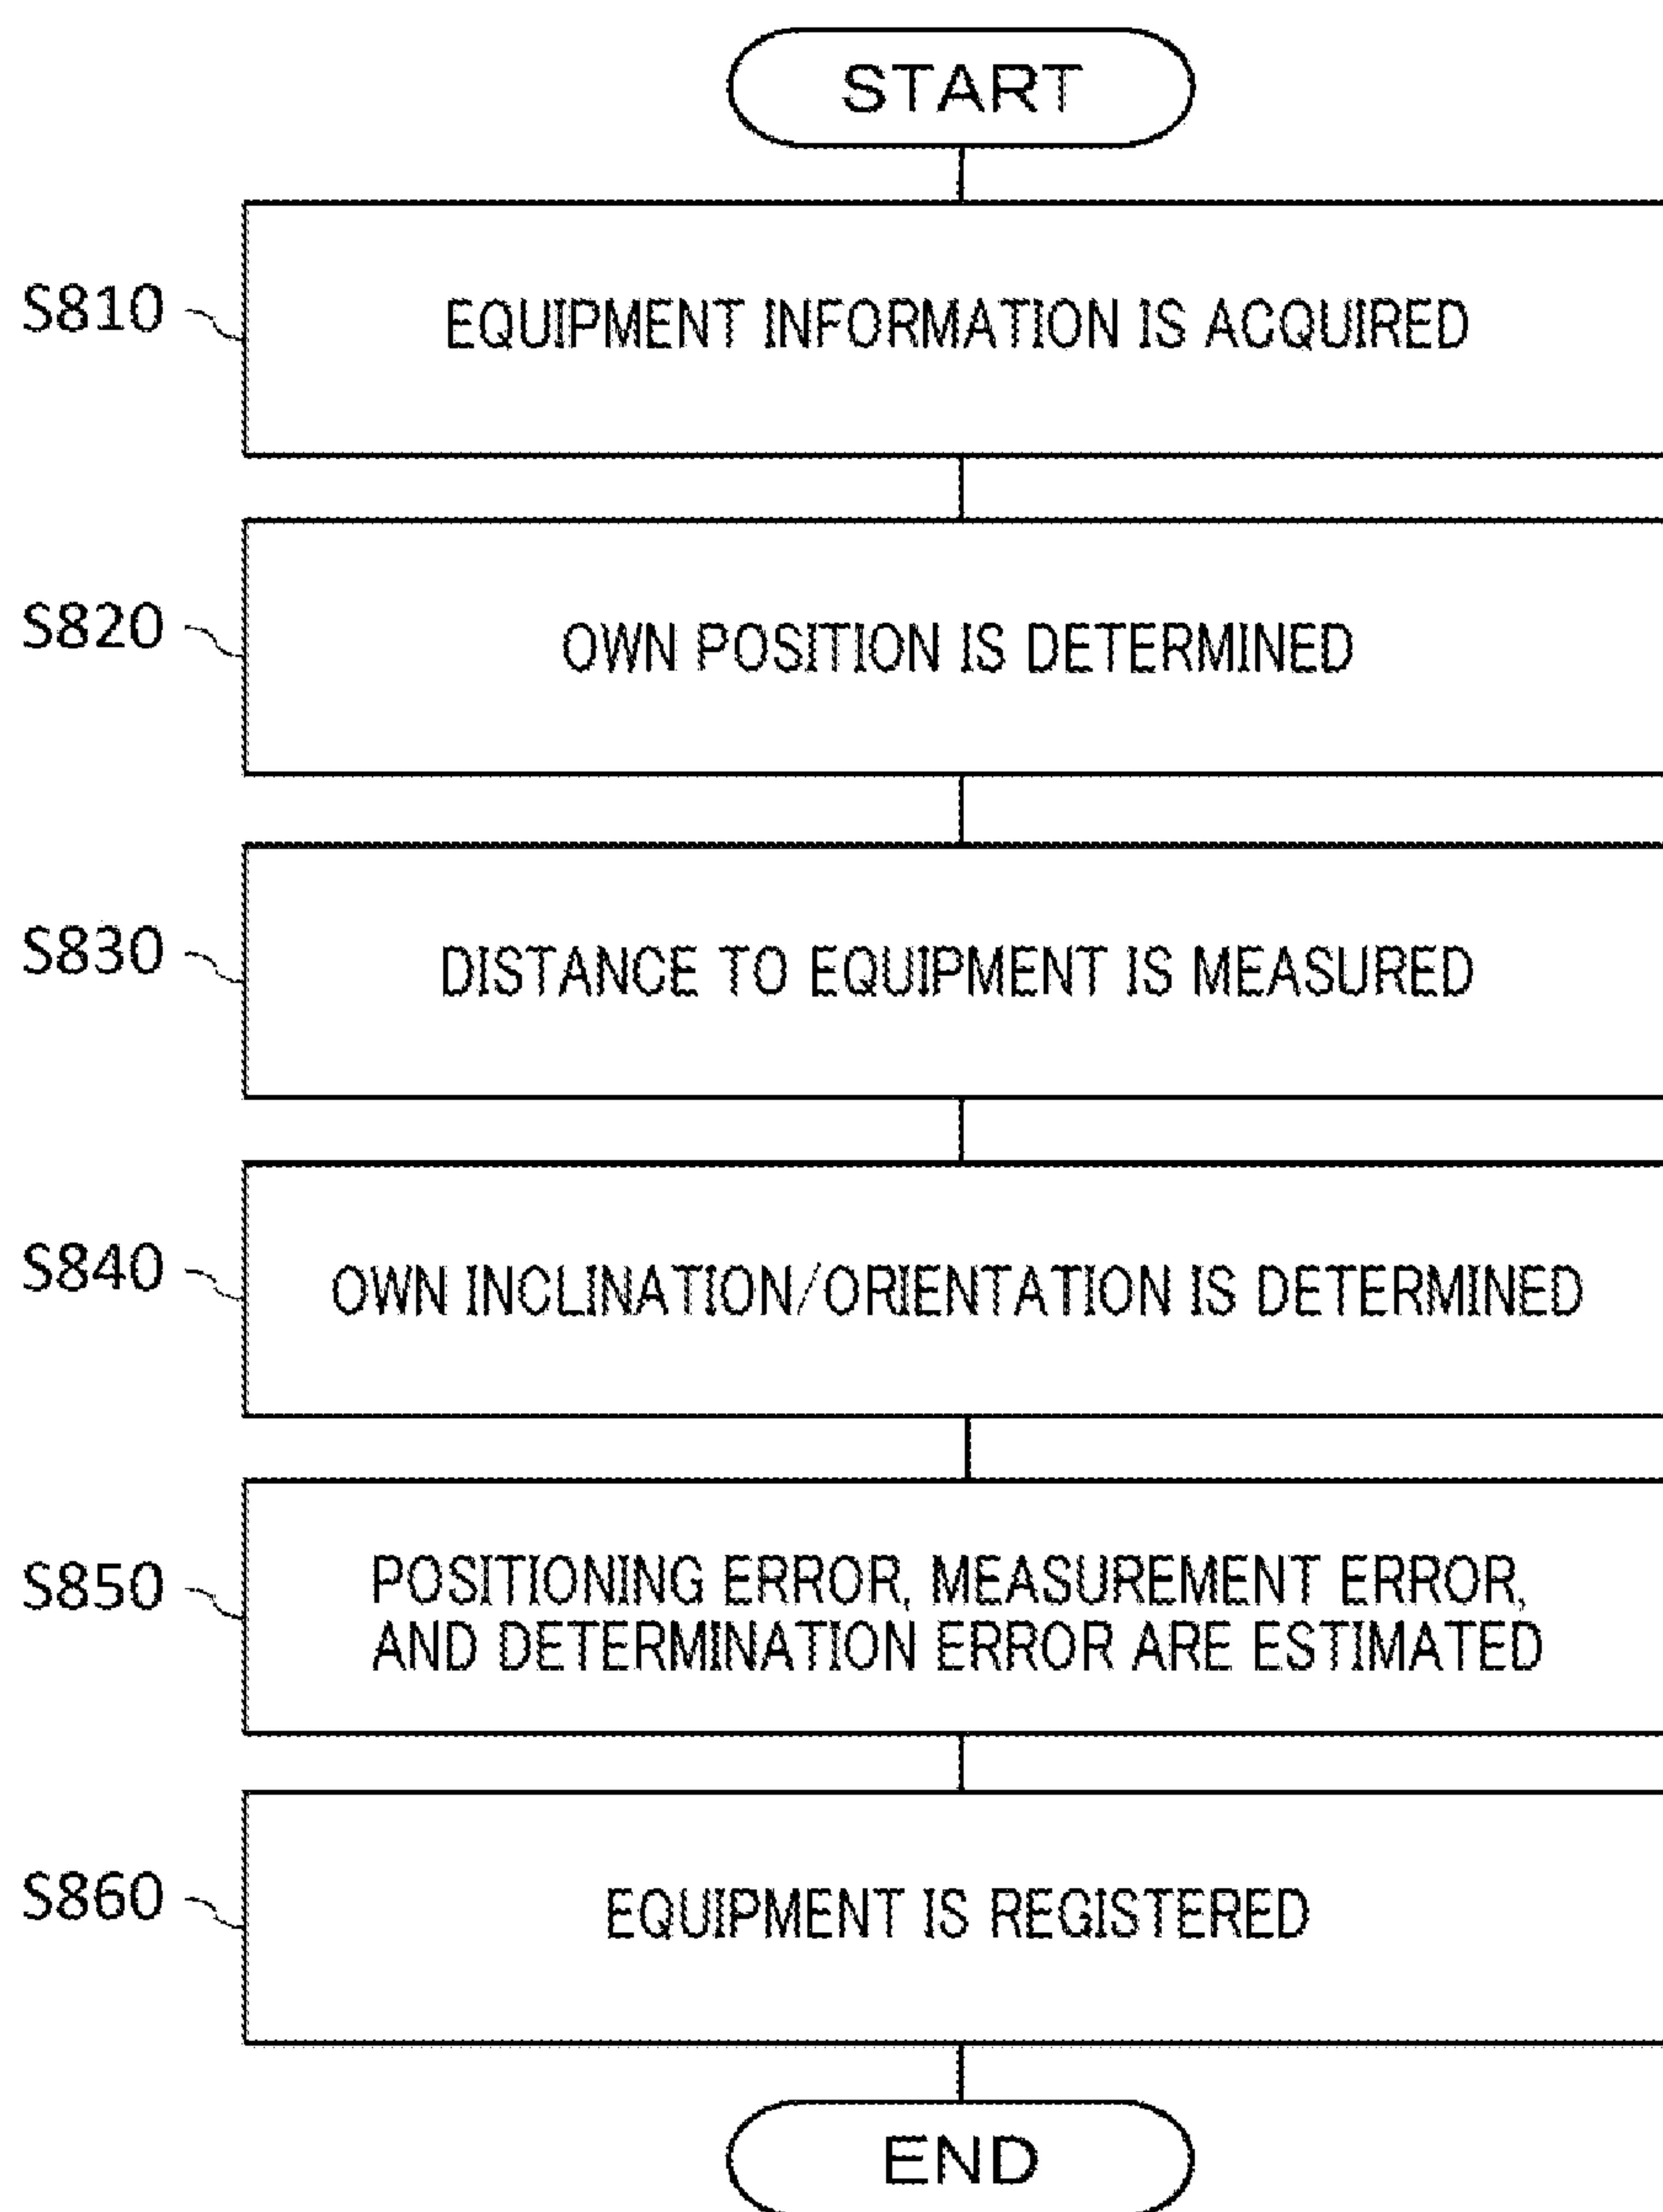 START
S810
EQUIPMENT INFORMATION IS ACQUIRED
S820
OWN POSITION IS DETERMINED
S830
DISTANCE TO EQUIPMENT IS MEASURED
S840
OWN INCLINATION/ORIENTATION IS DETERMINED
S850
POSITIONING ERROR, MEASUREMENT ERROR,
AND DETERMINATION ERROR ARE ESTIMATED
S860
EQUIPMENT IS REGISTERED
END